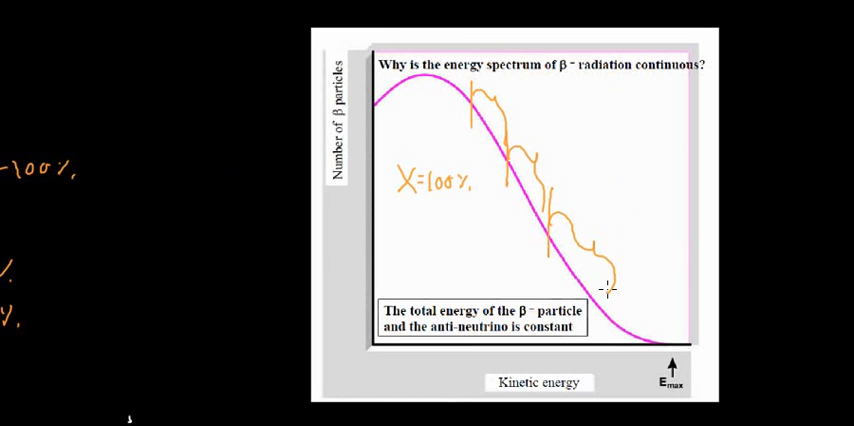 Why is the energy spectrum of β⁻ radiation continuous?
Number of β particles
-100%.
X=100%.
%.
%.
The total energy of the β⁻ particle
and the anti-neutrino is constant
Kinetic energy
Emax